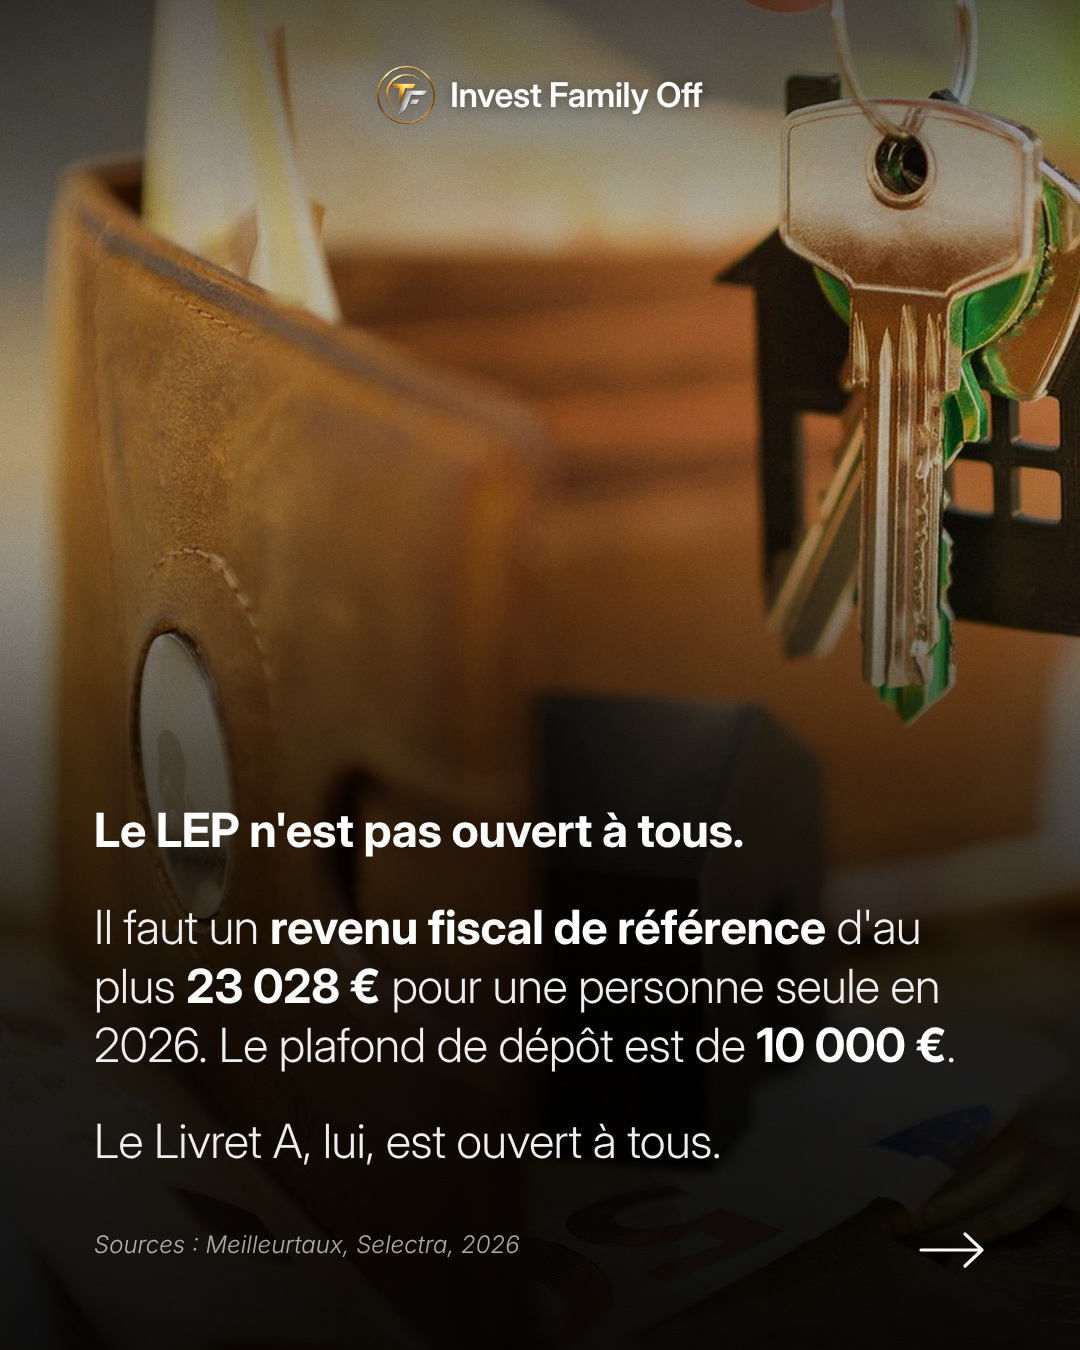 Invest Family Off
Le LEP n'est pas ouvert à tous.
Il faut un revenu fiscal de référence d'au
plus 23 028 € pour une personne seule en
2026. Le plafond de dépôt est de 10 000 €.
Le Livret A, lui, est ouvert à tous.
Sources : Meilleurtaux, Selectra, 2026